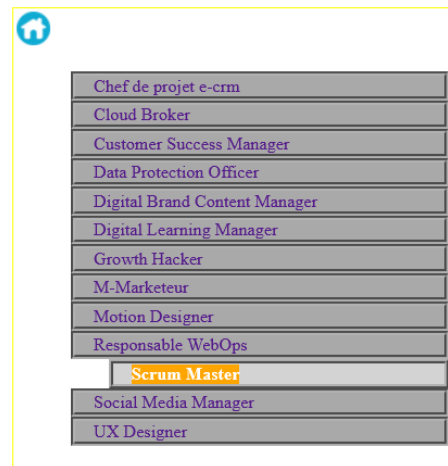 Chef de projet e-crm
Cloud Broker
Customer Success Manager
Data Protection Officer
Digital Brand Content Manager
Digital Learning Manager
Growth Hacker
M-Marketeur
Motion Designer
Responsable WebOps
Scrum Master
Social Media Manager
UX Designer